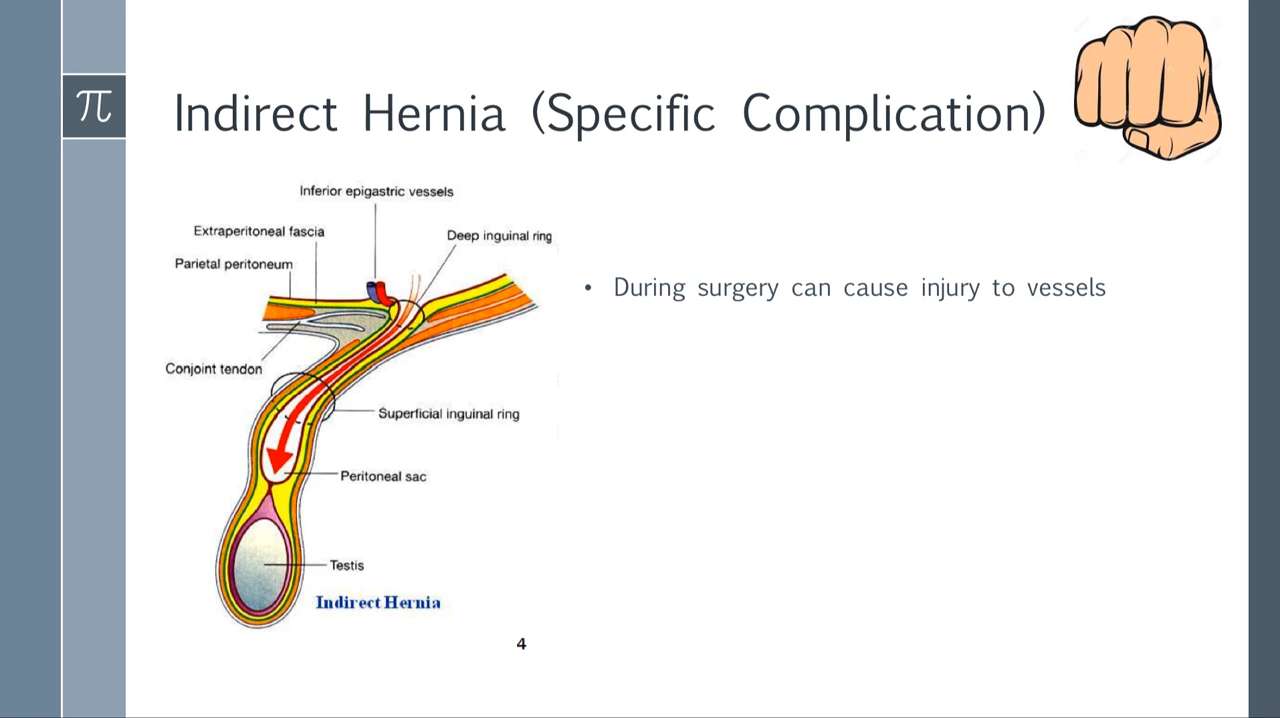 π
Indirect Hernia (Specific Complication)
Inferior epigastric vessels
Extraperitoneal fascia
Deep inguinal ring
Parietal peritoneum
• During surgery can cause injury to vessels
Conjoint tendon
Superficial inguinal ring
Peritoneal sac
Testis
Indirect Hernia
4